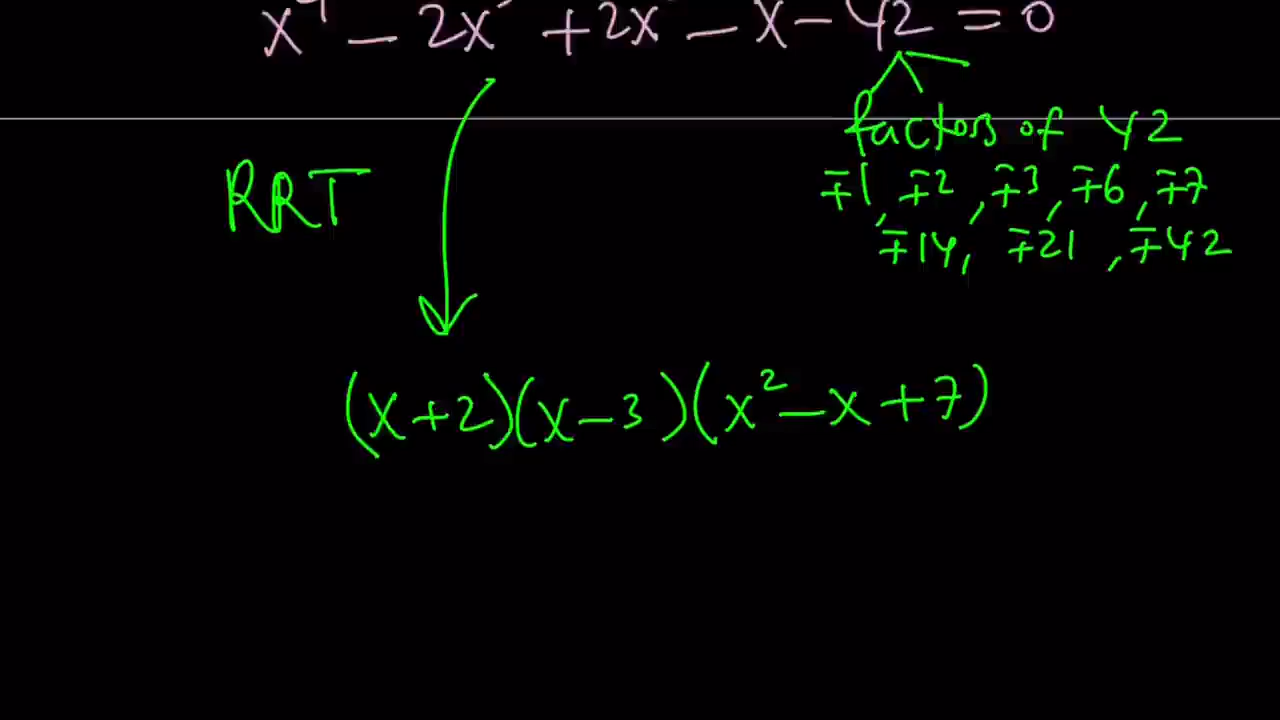 x⁴ - 2x³ + 2x² - x - 42 = 0
factors of 42
RRT
∓1, ∓2, ∓3, ∓6, ∓7
∓14, ∓21, ∓42
(x+2)(x-3)(x²-x+7)